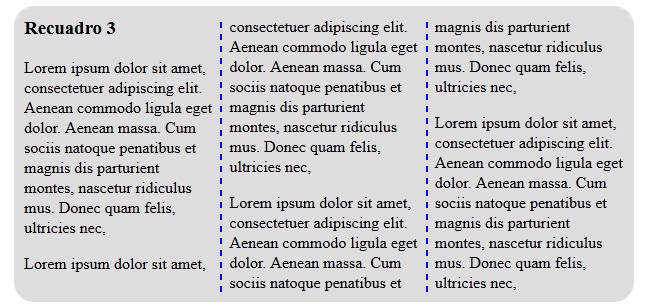 Recuadro 3
Lorem ipsum dolor sit amet,
consectetuer adipiscing elit.
Aenean commodo ligula eget
dolor. Aenean massa. Cum
sociis natoque penatibus et
magnis dis parturient
montes, nascetur ridiculus
mus. Donec quam felis,
ultricies nec,
Lorem ipsum dolor sit amet,
consectetuer adipiscing elit.
Aenean commodo ligula eget
dolor. Aenean massa. Cum
sociis natoque penatibus et
magnis dis parturient
montes, nascetur ridiculus
mus. Donec quam felis,
ultricies nec,
Lorem ipsum dolor sit amet,
consectetuer adipiscing elit.
Aenean commodo ligula eget
dolor. Aenean massa. Cum
sociis natoque penatibus et
magnis dis parturient
montes, nascetur ridiculus
mus. Donec quam felis,
ultricies nec,
Lorem ipsum dolor sit amet,
consectetuer adipiscing elit.
Aenean commodo ligula eget
dolor. Aenean massa. Cum
sociis natoque penatibus et
magnis dis parturient
montes, nascetur ridiculus
mus. Donec quam felis,
ultricies nec,